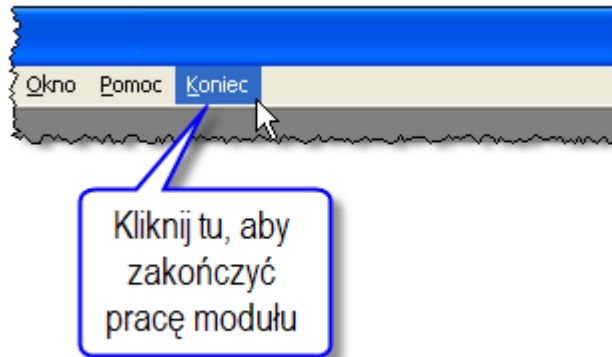 Okno Pomoc Koniec
Kliknij tu, aby
zakończyć
pracę modułu